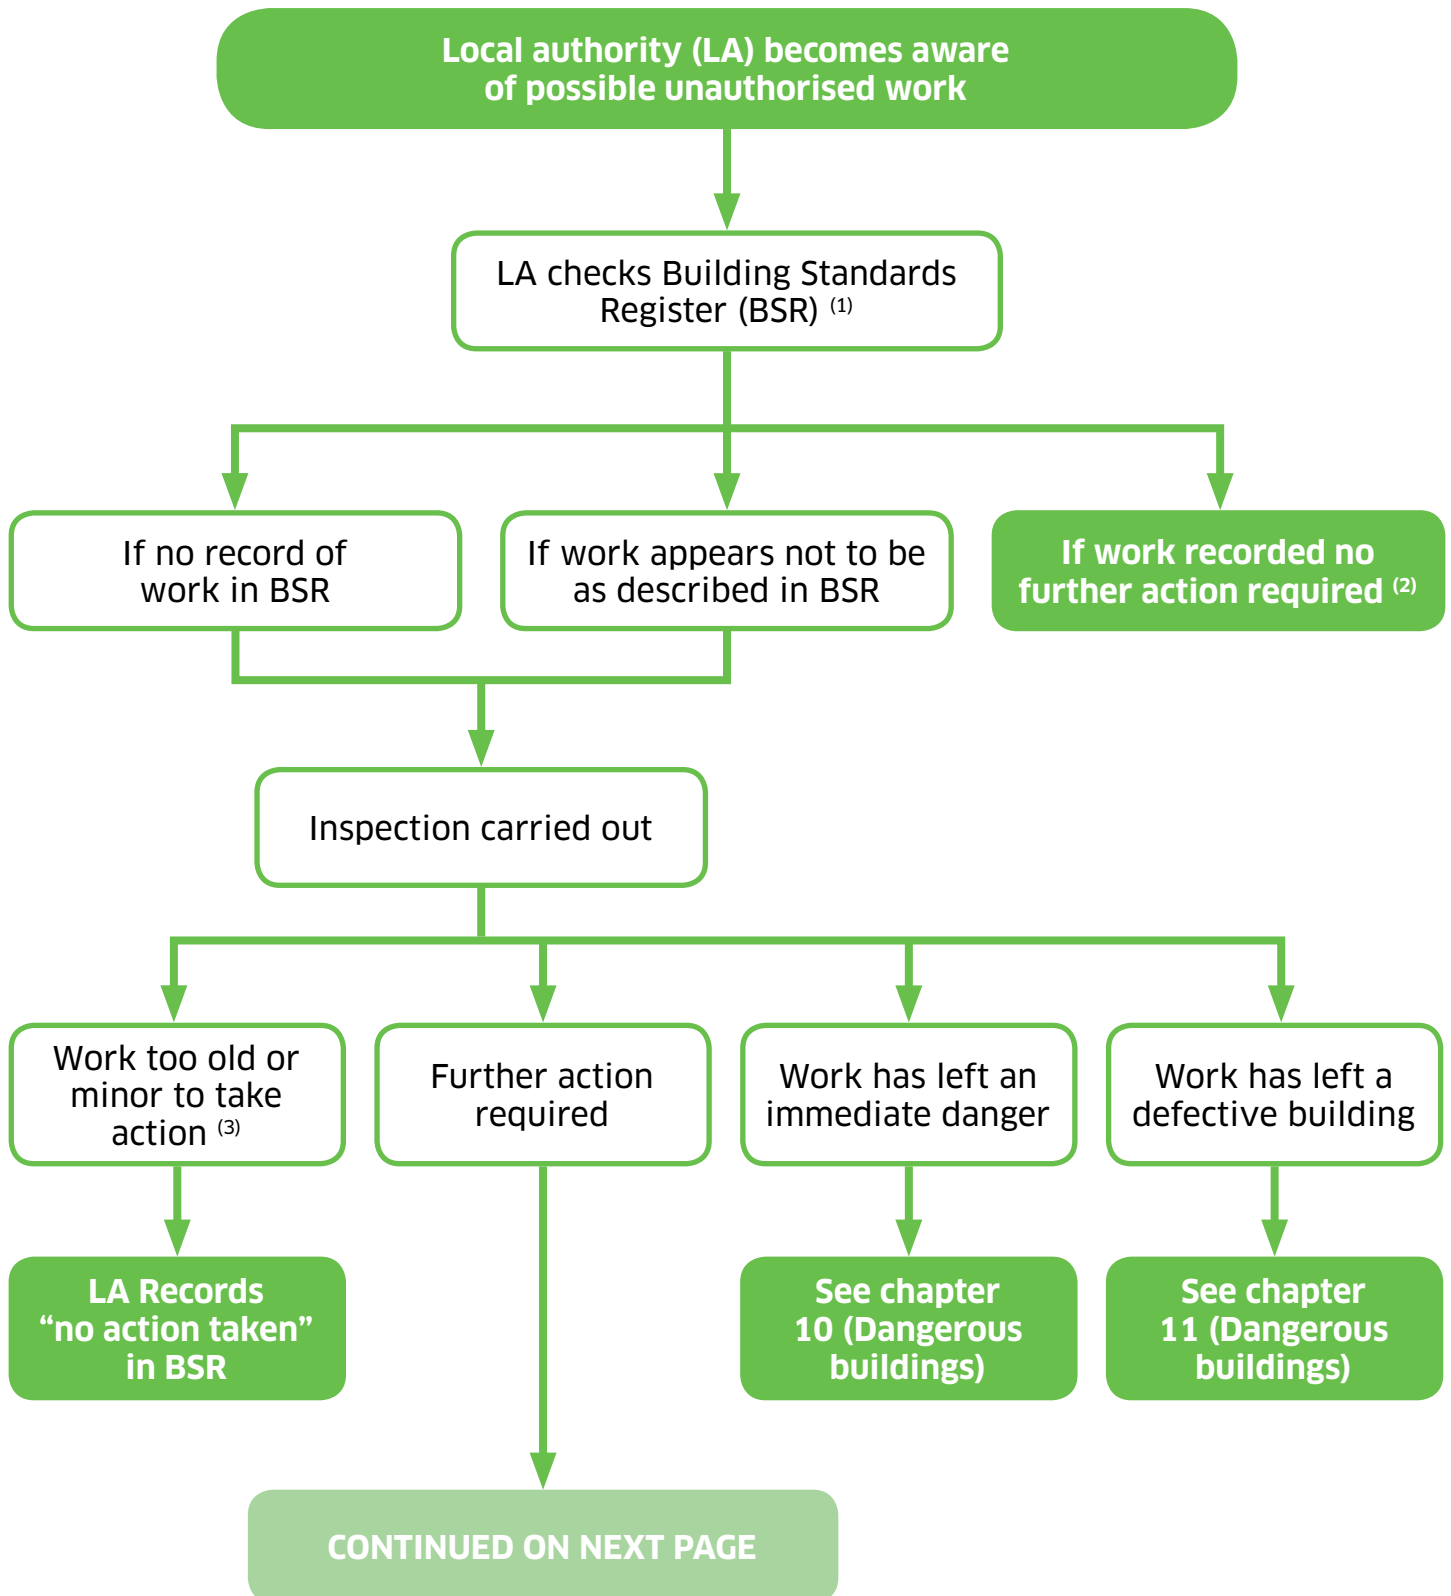 Local authority (LA) becomes aware
of possible unauthorised work
LA checks Building Standards
Register (BSR) (1)
If no record of
work in BSR
If work appears not to be
as described in BSR
If work recorded no
further action required (2)
Inspection carried out
Work too old or
minor to take
action (3)
Further action
required
Work has left an
immediate danger
Work has left a
defective building
LA Records
“no action taken”
in BSR
See chapter
10 (Dangerous
buildings)
See chapter
11 (Dangerous
buildings)
CONTINUED ON NEXT PAGE